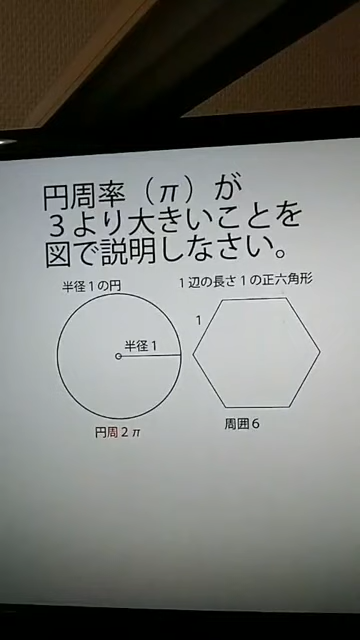 円周率（π）が
３より大きいことを
図で説明しなさい。
半径１の円
１辺の長さ１の正六角形
半径１
1
円周２π
周囲６